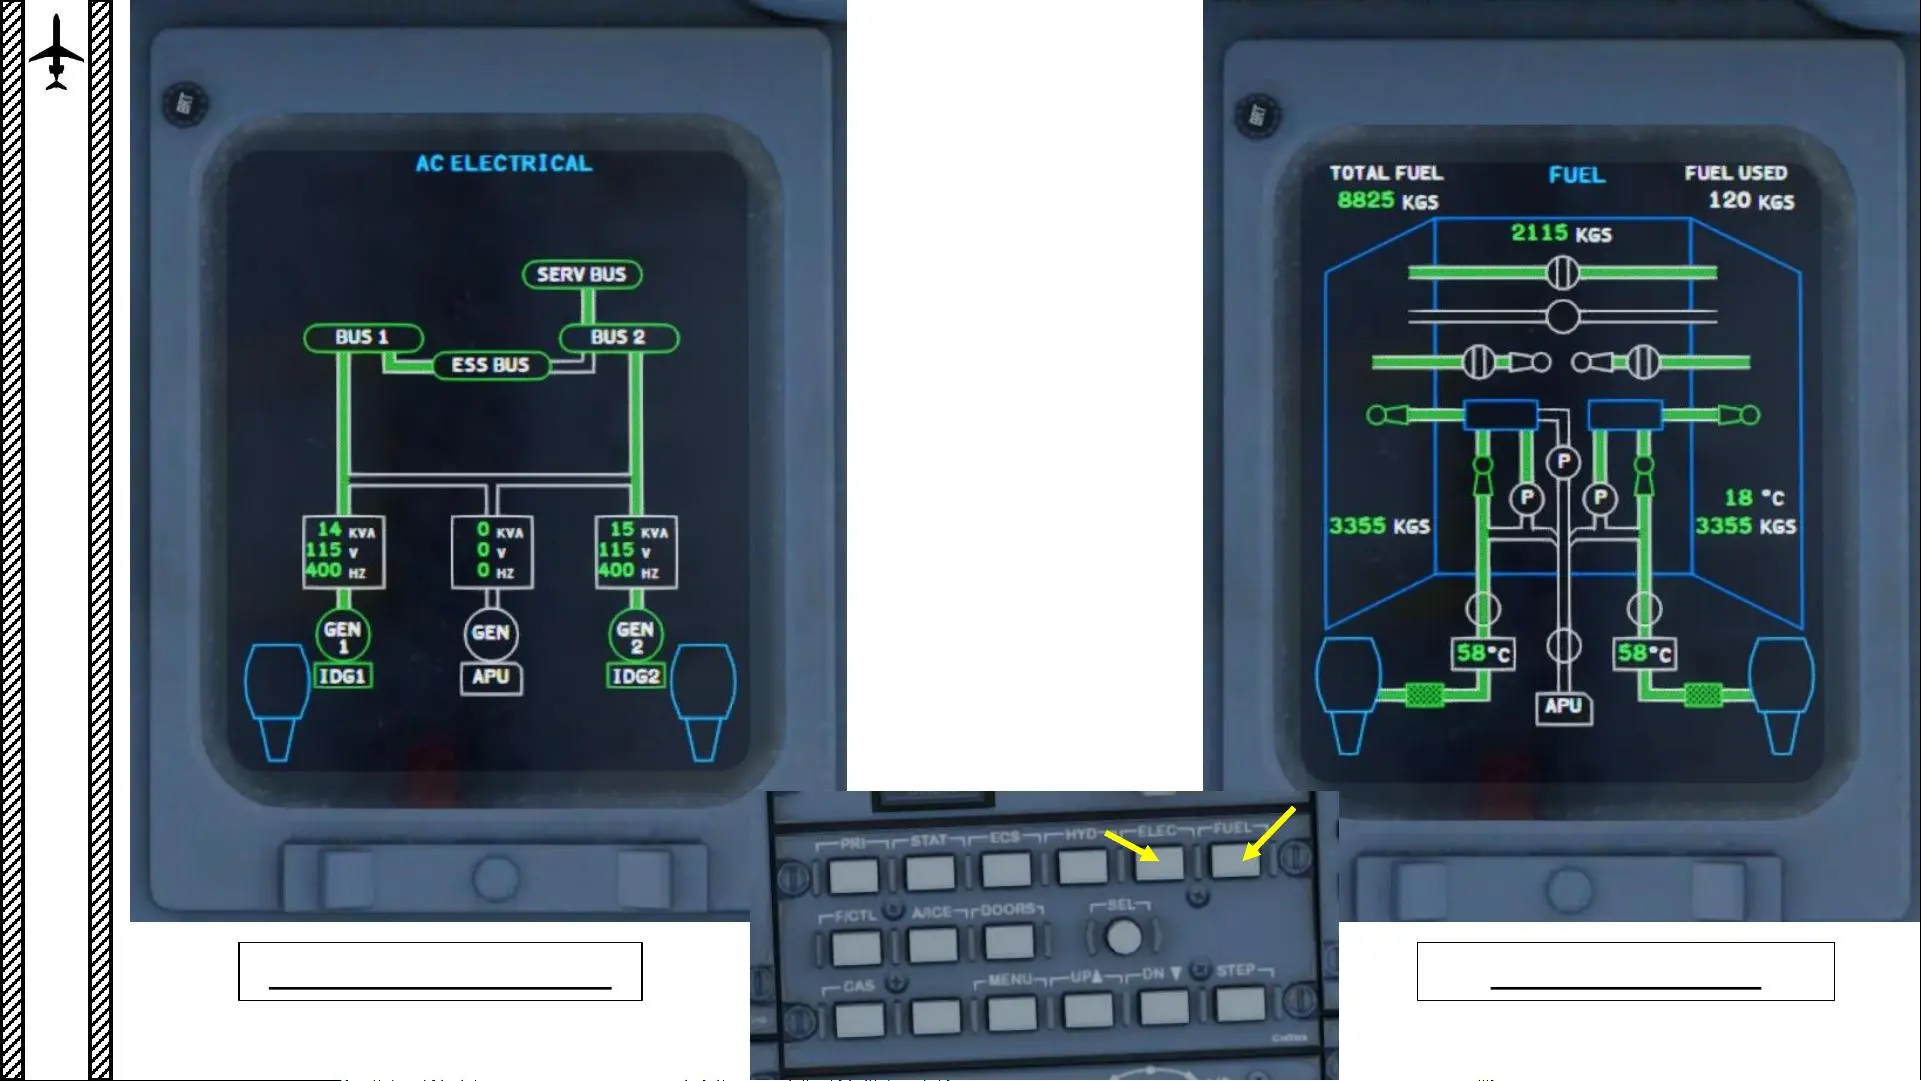 BRT
AC ELECTRICAL
SERV BUS
BUS 1
BUS 2
ESS BUS
14 KVA
115 V
400 HZ
0 KVA
0 V
0 HZ
15 KVA
115 V
400 HZ
GEN
1
GEN
GEN
2
IDG1
APU
IDG2
BRT
TOTAL FUEL
8825 KGS
FUEL
FUEL USED
120 KGS
2115 KGS
P
P
P
18 °C
3355 KGS
3355 KGS
58°C
58°C
APU
PRI
STAT
ECS
HYD
ELEC
FUEL
F/CTL
A/ICE
DOORS
SEL
CAS
MENU
UP▲
DN ▼
STEP